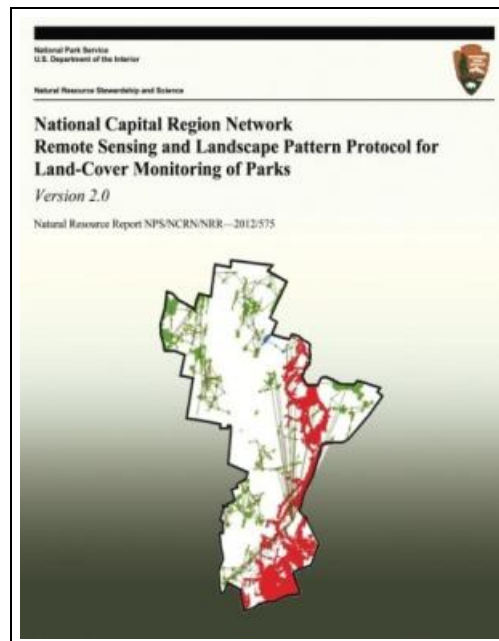 National Park Service
U.S. Department of the Interior
Natural Resource Stewardship and Science
National Capital Region Network
Remote Sensing and Landscape Pattern Protocol for
Land-Cover Monitoring of Parks
Version 2.0
Natural Resource Report NPS/NCRN/NRR—2012/575